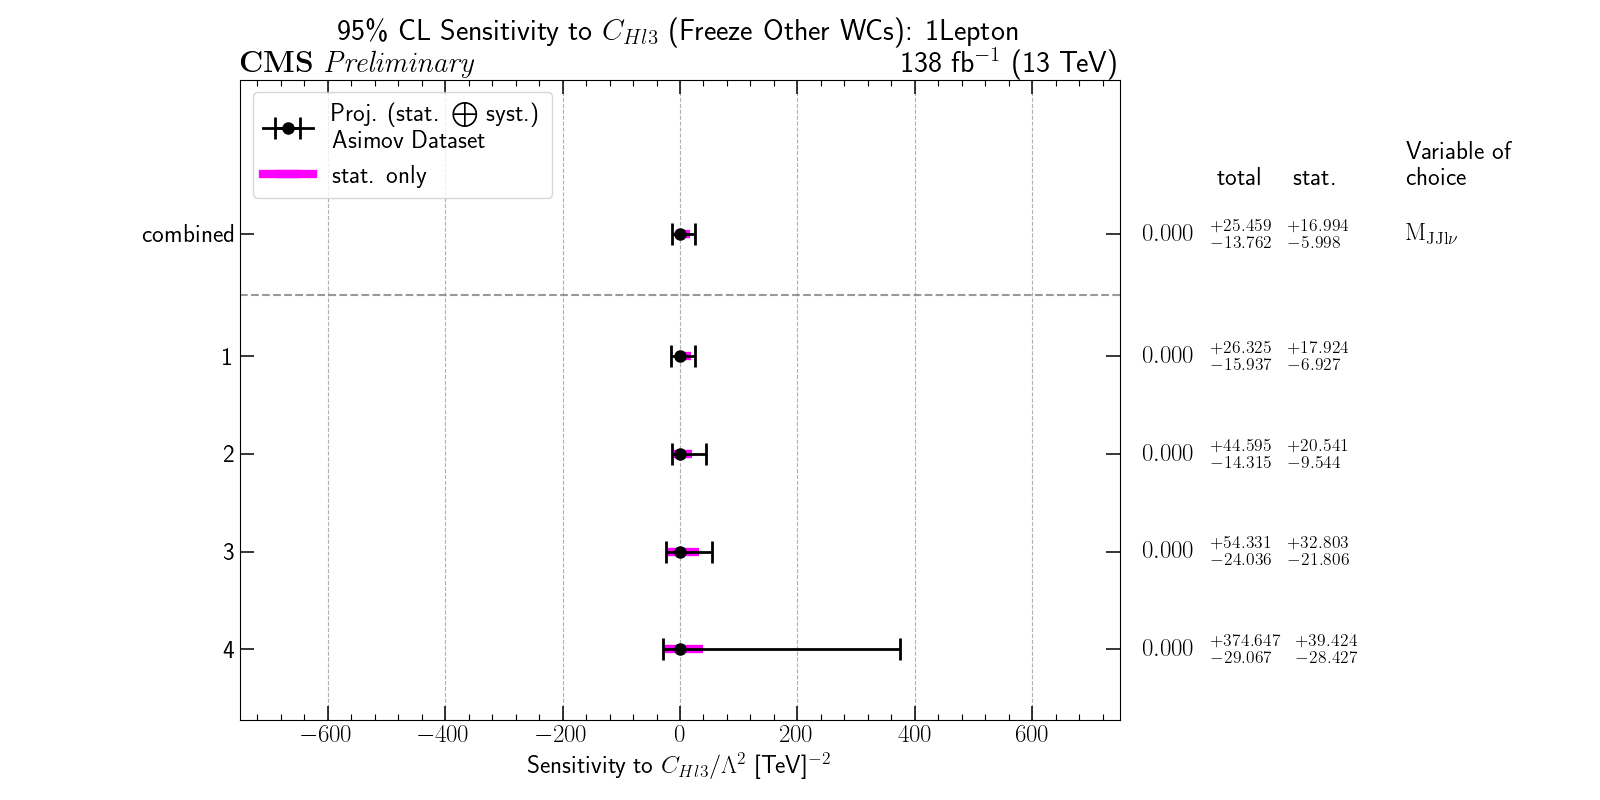 95% CL Sensitivity to C_{Hl3} (Freeze Other WCs): 1Lepton
CMS Preliminary 138 fb^{−1} (13 TeV)
Proj. (stat. ⨁ syst.)
Asimov Dataset
stat. only
Variable of
choice
total stat.
combined 0.000 +25.459 −13.762 +16.994 −5.998 M_{JJlν}
1 0.000 +26.325 −15.937 +17.924 −6.927
2 0.000 +44.595 −14.315 +20.541 −9.544
3 0.000 +54.331 −24.036 +32.803 −21.806
4 0.000 +374.647 −29.067 +39.424 −28.427
−600 −400 −200 0 200 400 600
Sensitivity to C_{Hl3}/Λ^2 [TeV]^{−2}